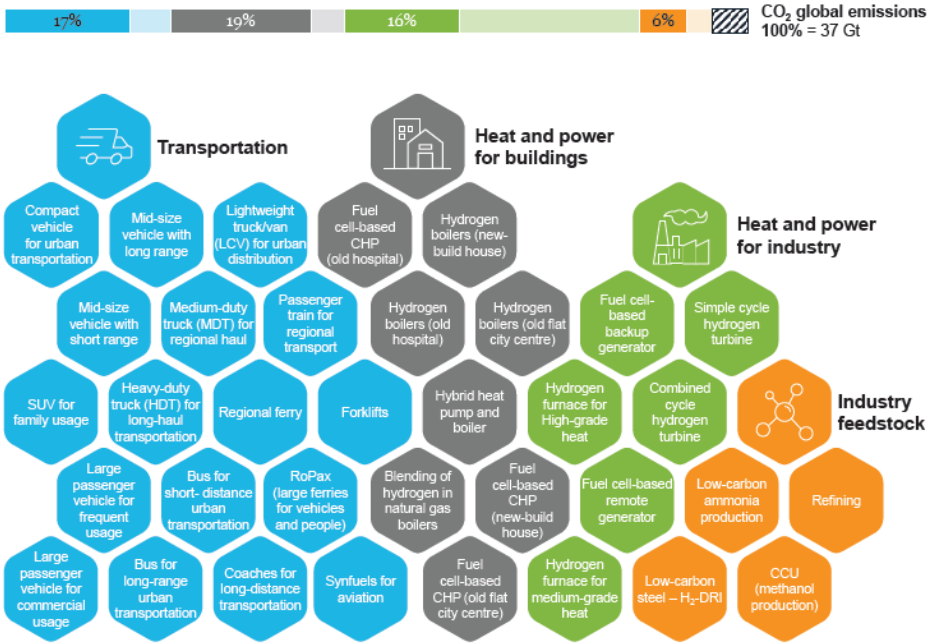 17%
19%
16%
6%
CO₂ global emissions
100% = 37 Gt
Transportation
Heat and power
for buildings
Compact
vehicle
for urban
transportation
Mid-size
vehicle with
long range
Lightweight
truck/van
(LCV) for urban
distribution
Fuel
cell-based
CHP
(old hospital)
Hydrogen
boilers (new-
build house)
Heat and power
for industry
Mid-size
vehicle with
short range
Medium-duty
truck (MDT) for
regional haul
Passenger
train for
regional
transport
Hydrogen
boilers (old
hospital)
Hydrogen
boilers (old flat
city centre)
Fuel cell-
based
backup
generator
Simple cycle
hydrogen
turbine
SUV for
family usage
Heavy-duty
truck (HDT) for
long-haul
transportation
Regional ferry
Forklifts
Hybrid heat
pump and
boiler
Hydrogen
furnace for
High-grade
heat
Combined
cycle
hydrogen
turbine
Industry
feedstock
Large
passenger
vehicle for
frequent
usage
Bus for
short- distance
urban
transportation
RoPax
(large ferries
for vehicles
and people)
Blending of
hydrogen in
natural gas
boilers
Fuel
cell-based
CHP
(new-build
house)
Fuel cell-based
remote
generator
Low-carbon
ammonia
production
Refining
Large
passenger
vehicle for
commercial
usage
Bus for
long-range
urban
transportation
Coaches for
long-distance
transportation
Synfuels for
aviation
Fuel
cell-based
CHP (old flat
city centre)
Hydrogen
furnace for
medium-grade
heat
Low-carbon
steel – H₂-DRI
CCU
(methanol
production)